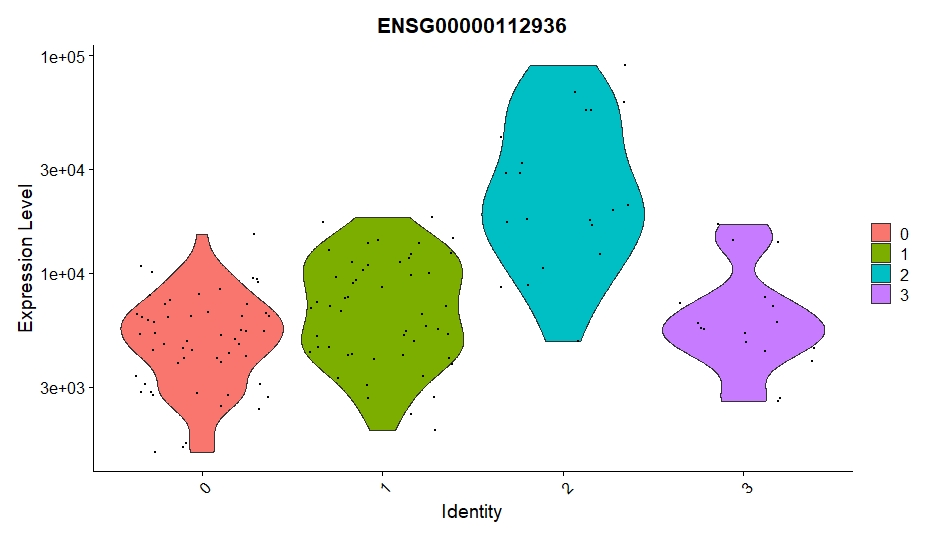 ENSG00000112936
Expression Level
1e+05
3e+04
1e+04
3e+03
0
1
2
3
Identity
0
1
2
3